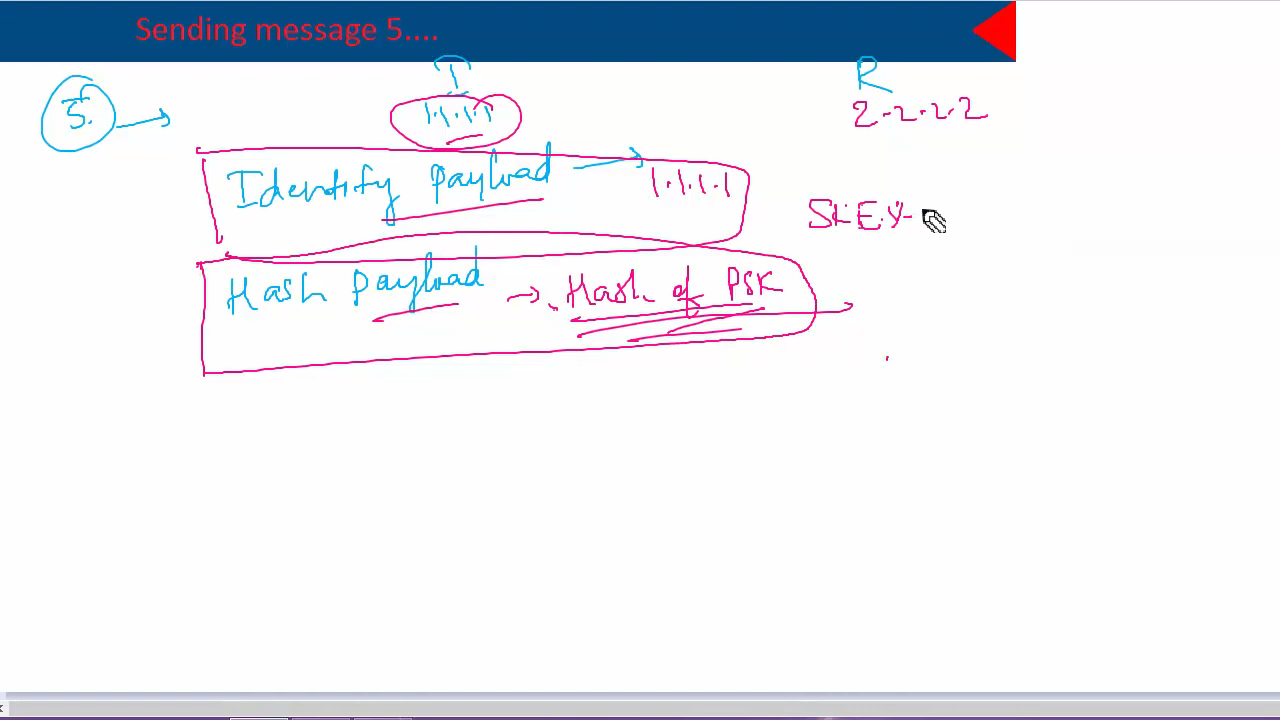 Sending message 5....
I
R
5.
1.1.1.1
2.2.2.2
Identify Payload
1.1.1.1
SKEY-
Hash Payload
Hash of PSK